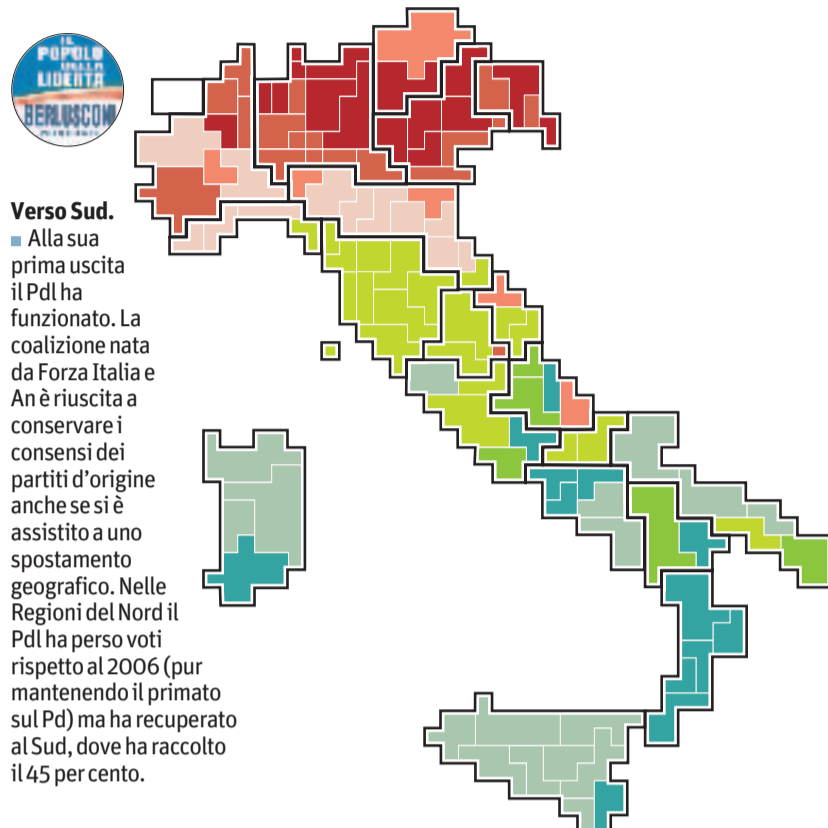 IL
POPOLO
DELLA
LIBERTÀ
BERLUSCONI
Verso Sud.
Alla sua
prima uscita
il Pdl ha
funzionato. La
coalizione nata
da Forza Italia e
An è riuscita a
conservare i
consensi dei
partiti d'origine
anche se si è
assistito a uno
spostamento
geografico. Nelle
Regioni del Nord il
Pdl ha perso voti
rispetto al 2006 (pur
mantenendo il primato
sul Pd) ma ha recuperato
al Sud, dove ha raccolto
il 45 per cento.